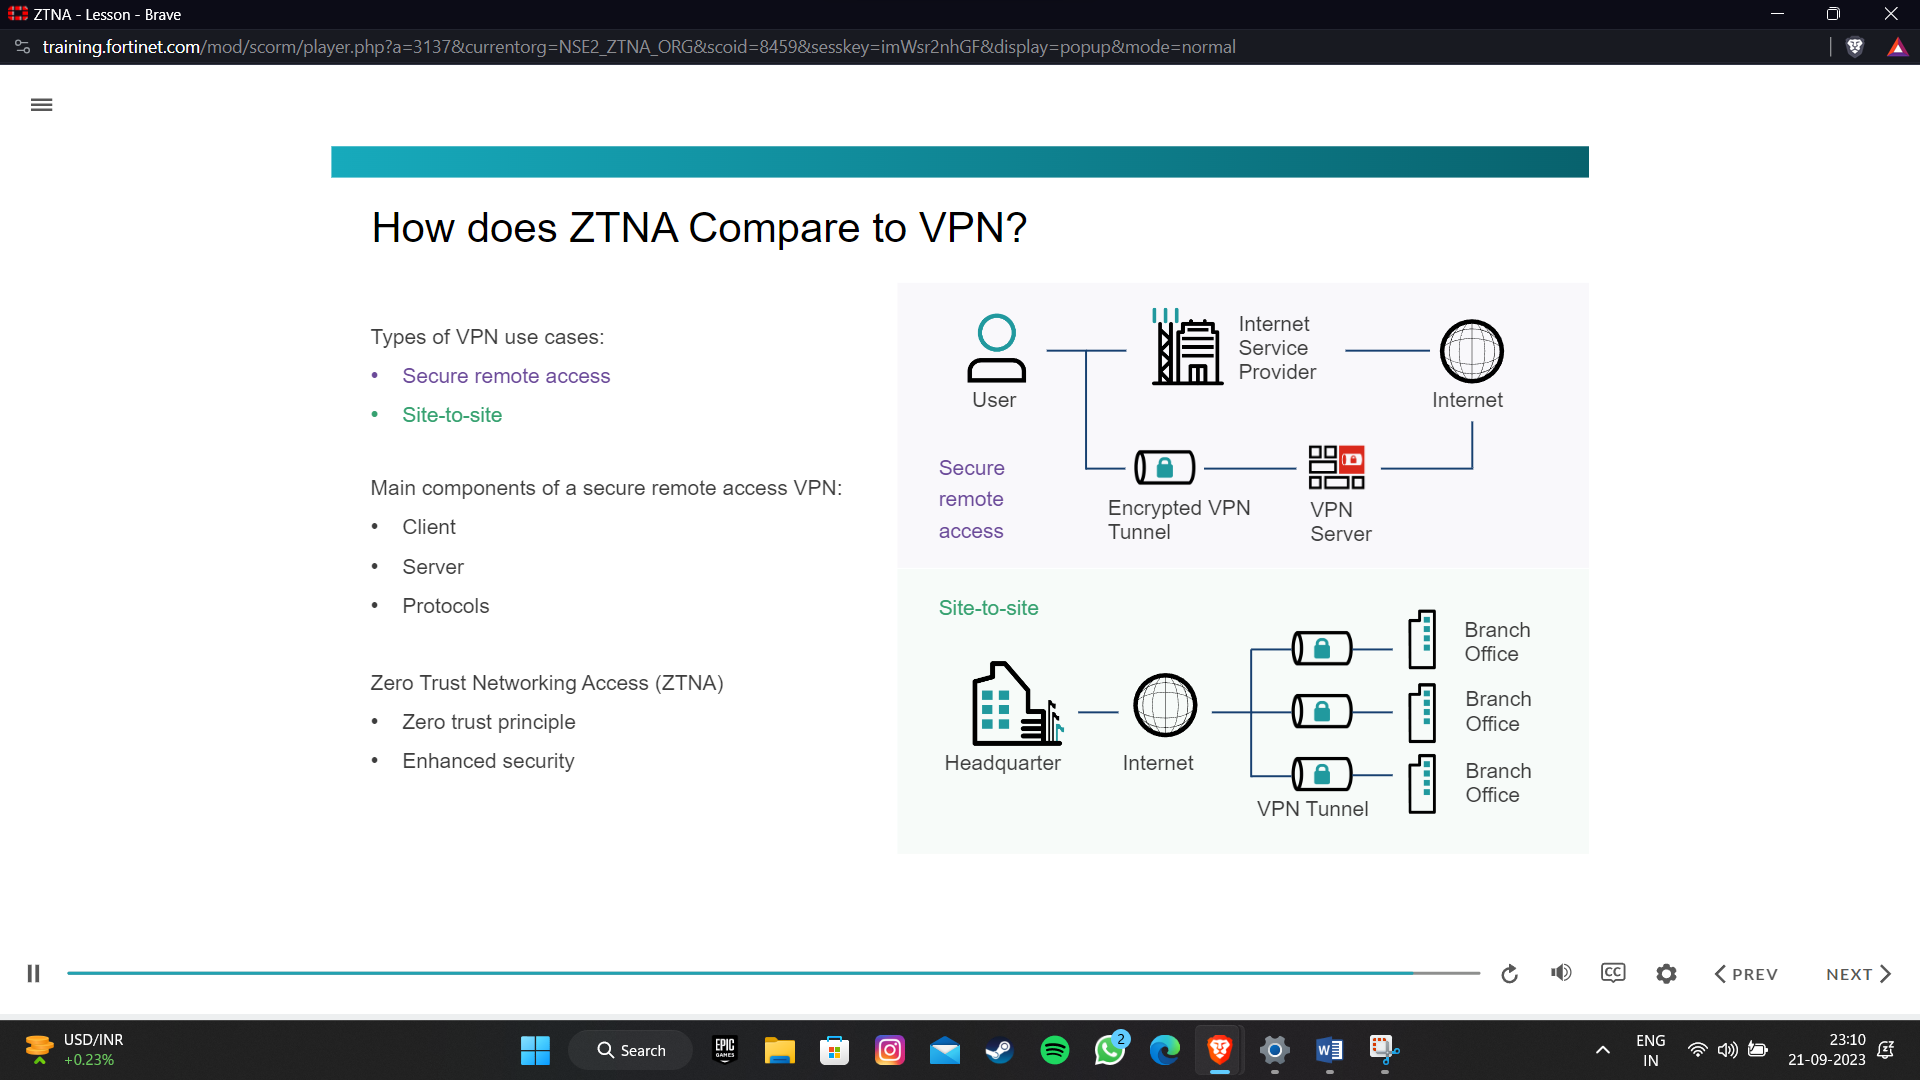 ZTNA - Lesson - Brave
training.fortinet.com/mod/scorm/player.php?a=3137&currentorg=NSE2_ZTNA_ORG&scoid=8459&sesskey=imWsr2nhGF&display=popup&mode=normal
How does ZTNA Compare to VPN?
Types of VPN use cases:
• Secure remote access
• Site-to-site
Main components of a secure remote access VPN:
• Client
• Server
• Protocols
Zero Trust Networking Access (ZTNA)
• Zero trust principle
• Enhanced security
User
Internet
Service
Provider
Internet
Secure
remote
access
Encrypted VPN
Tunnel
VPN
Server
Site-to-site
Headquarter
Internet
VPN Tunnel
Branch
Office
Branch
Office
Branch
Office
CC
PREV
NEXT
USD/INR
+0.23%
Search
EPIC
GAMES
2
W
ENG
IN
23:10
21-09-2023